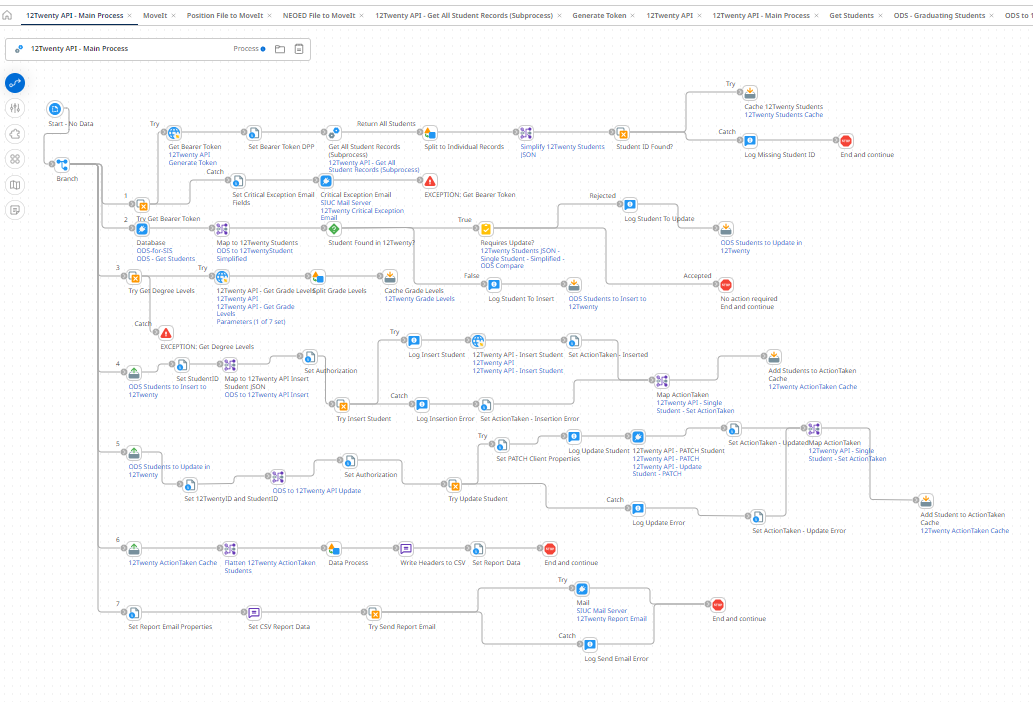 12Twenty API - Main Process
MoveIt
Position File to MoveIt
NEOED File to MoveIt
12Twenty API - Get All Student Records (Subprocess)
Generate Token
12Twenty API
12Twenty API - Main Process
Get Students
ODS - Graduating Students
ODS to 1
12Twenty API - Main Process
Process
Start - No Data
Branch
1
Try
Get Bearer Token
12Twenty API
Generate Token
Set Bearer Token DPP
Get All Student Records
(Subprocess)
12Twenty API - Get All
Student Records (Subprocess)
Return All Students
Split to Individual Records
Simplify 12Twenty Students
JSON
Student ID Found?
Try
Cache 12Twenty Students
12Twenty Students Cache
Catch
Log Missing Student ID
End and continue
Catch
Set Critical Exception Email
Fields
Critical Exception Email
SIUC Mail Server
12Twenty Critical Exception
Email
EXCEPTION: Get Bearer Token
Try Get Bearer Token
2
Database
ODS-for-SIS
ODS - Get Students
Map to 12Twenty Students
ODS to 12TwentyStudent
Simplified
Student Found in 12Twenty?
True
Requires Update?
12Twenty Students JSON -
Single Student - Simplified -
ODS Compare
Rejected
Log Student To Update
ODS Students to Update in
12Twenty
Accepted
No action required
End and continue
False
Log Student To Insert
ODS Students to Insert to
12Twenty
3
Try Get Degree Levels
Try
12Twenty API - Get Grade Levels
12Twenty API
12Twenty API - Get Grade
Levels
Parameters (1 of 7 set)
Split Grade Levels
Cache Grade Levels
12Twenty Grade Levels
Catch
EXCEPTION: Get Degree Levels
4
ODS Students to Insert to
12Twenty
Set StudentID
Map to 12Twenty API Insert
Student JSON
ODS to 12Twenty API Insert
Set Authorization
Try Insert Student
Try
Log Insert Student
12Twenty API - Insert Student
12Twenty API
12Twenty API - Insert Student
Set ActionTaken - Inserted
Catch
Log Insertion Error
Set ActionTaken - Insertion Error
Map ActionTaken
12Twenty API - Single
Student - Set ActionTaken
Add Students to ActionTaken
Cache
12Twenty ActionTaken Cache
5
ODS Students to Update in
12Twenty
Set 12TwentyID and StudentID
ODS to 12Twenty API Update
Set Authorization
Try Update Student
Try
Set PATCH Client Properties
Log Update Student
12Twenty API - PATCH Student
12Twenty API - PATCH
12Twenty API - Update
Student - PATCH
Set ActionTaken - Updated
Map ActionTaken
12Twenty API - Single
Student - Set ActionTaken
Catch
Log Update Error
Set ActionTaken - Update Error
Add Student to ActionTaken
Cache
12Twenty ActionTaken Cache
6
12Twenty ActionTaken Cache
Flatten 12Twenty ActionTaken
Students
Data Process
Write Headers to CSV
Set Report Data
End and continue
7
Set Report Email Properties
Set CSV Report Data
Try Send Report Email
Try
Mail
SIUC Mail Server
12Twenty Report Email
Catch
Log Send Email Error
End and continue